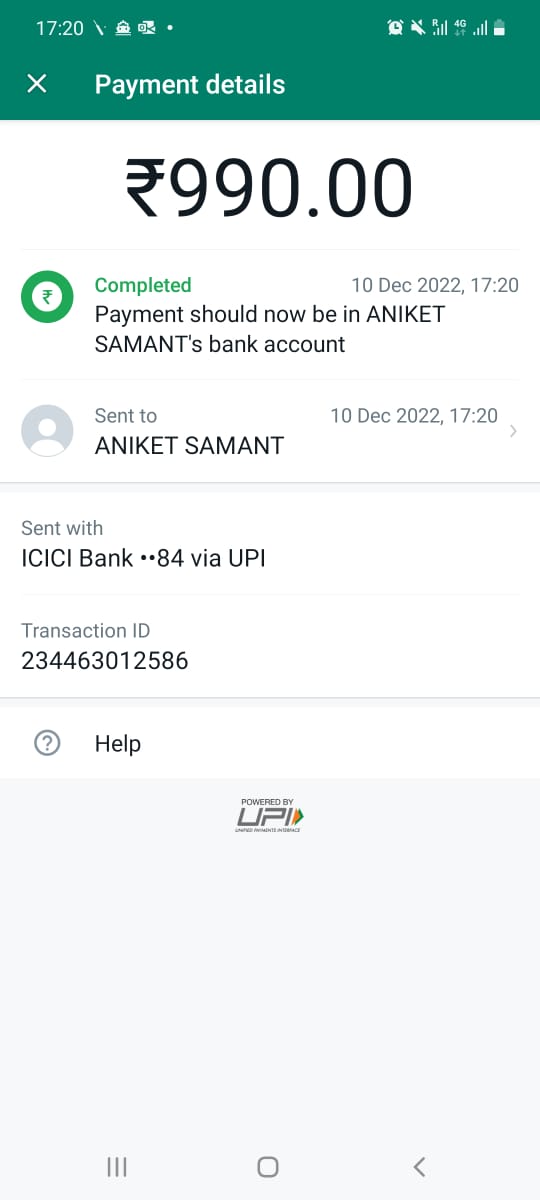 17:20
R 4G
Payment details
₹990.00
Completed 10 Dec 2022, 17:20
Payment should now be in ANIKET
SAMANT's bank account
Sent to 10 Dec 2022, 17:20
ANIKET SAMANT
Sent with
ICICI Bank ••84 via UPI
Transaction ID
234463012586
Help
POWERED BY
UPI
UNIFIED PAYMENTS INTERFACE